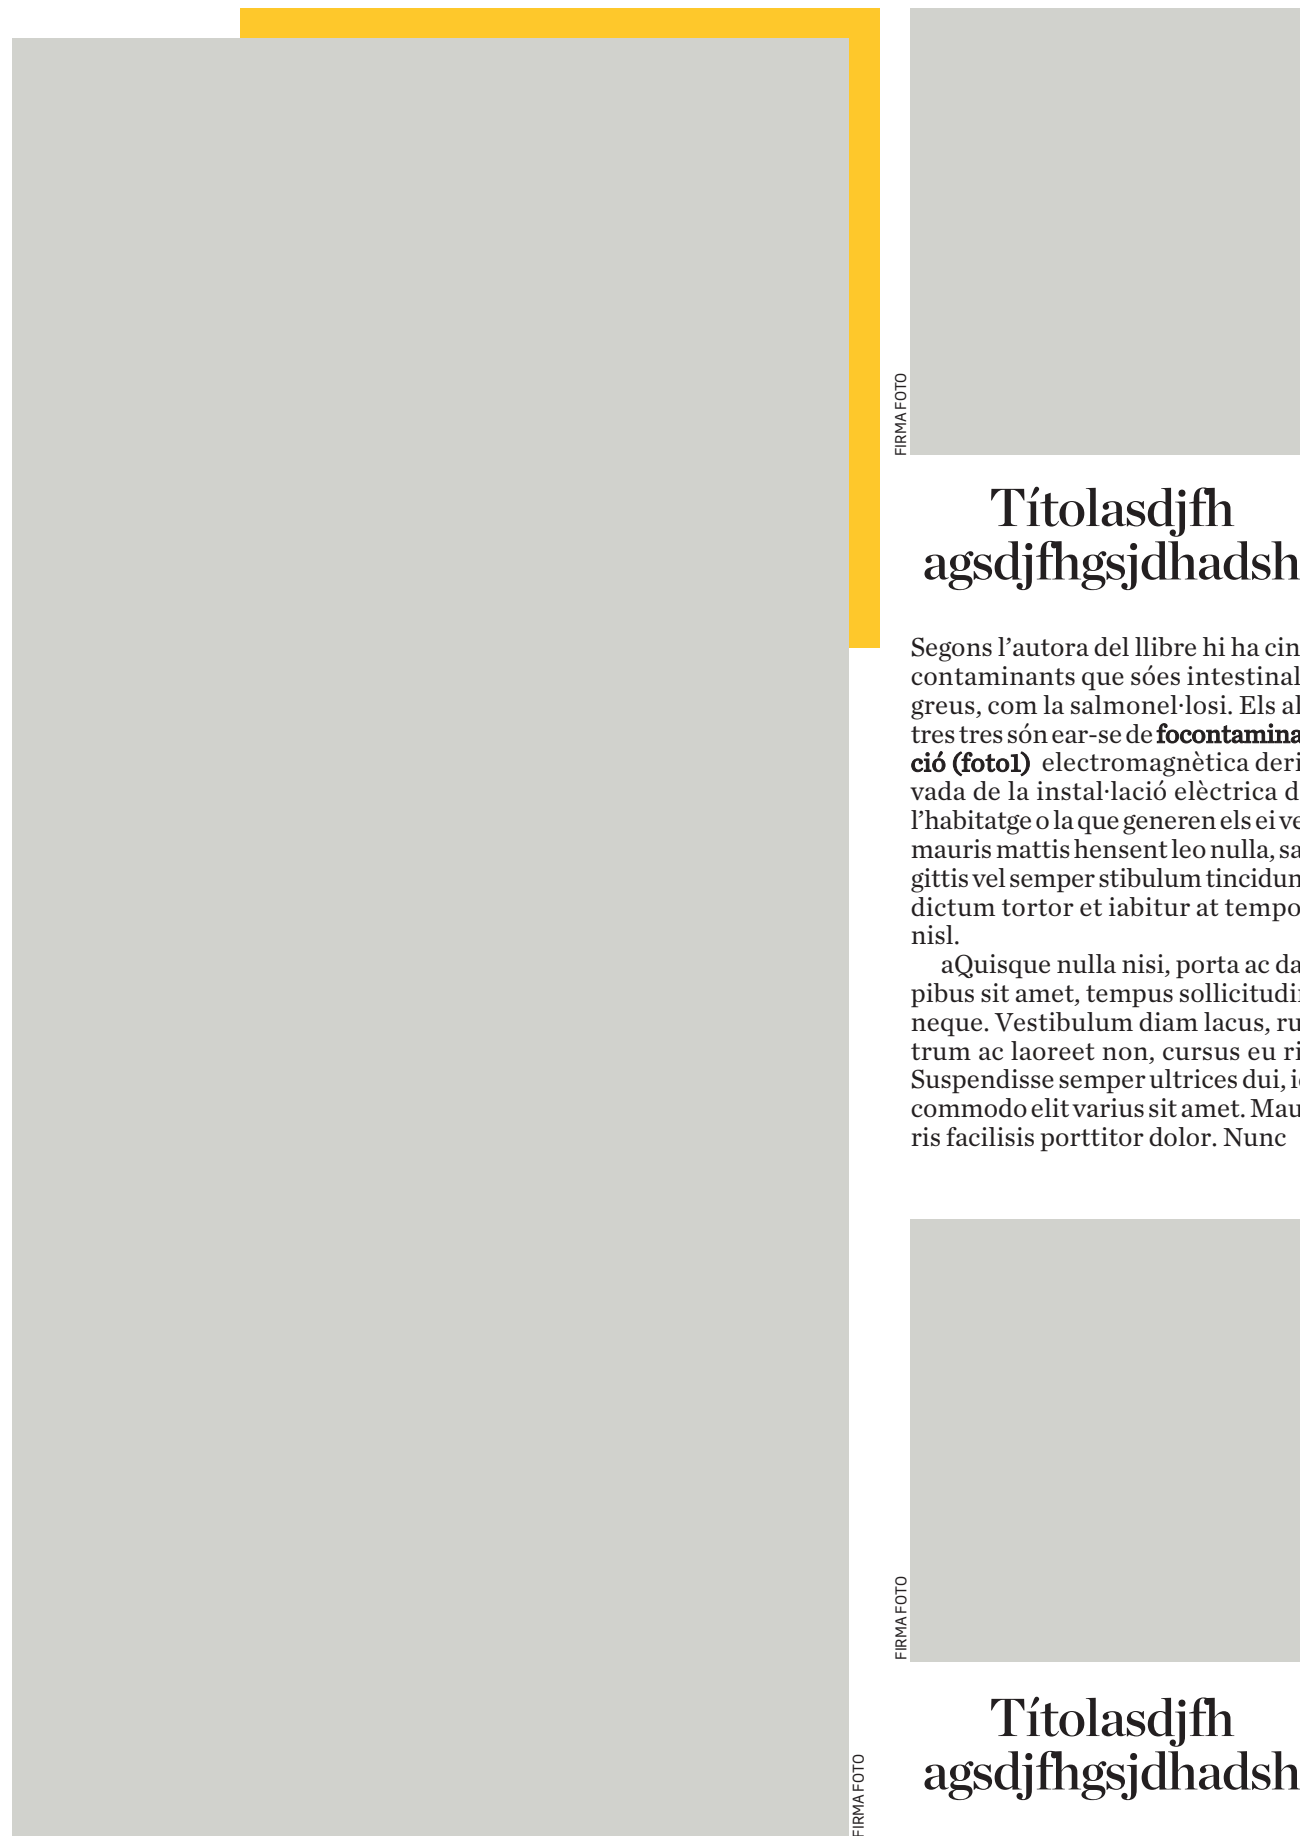 FIRMA FOTO
Títolasdjfh
agsdjfhgsjdhadsh
Segons l’autora del llibre hi ha cin
contaminants que sóes intestinal
greus, com la salmonel·losi. Els al
tres tres són ear-se de focontamina
ció (foto1) electromagnètica deri
vada de la instal·lació elèctrica d
l’habitatge o la que generen els ei ve
mauris mattis hensent leo nulla, sa
gittis vel semper stibulum tincidun
dictum tortor et iabitur at tempo
nisl.
aQuisque nulla nisi, porta ac da
pibus sit amet, tempus sollicitudi
neque. Vestibulum diam lacus, ru
trum ac laoreet non, cursus eu ri
Suspendisse semper ultrices dui, i
commodo elit varius sit amet. Mau
ris facilisis porttitor dolor. Nunc
FIRMA FOTO
Títolasdjfh
agsdjfhgsjdhadsh
FIRMA FOTO